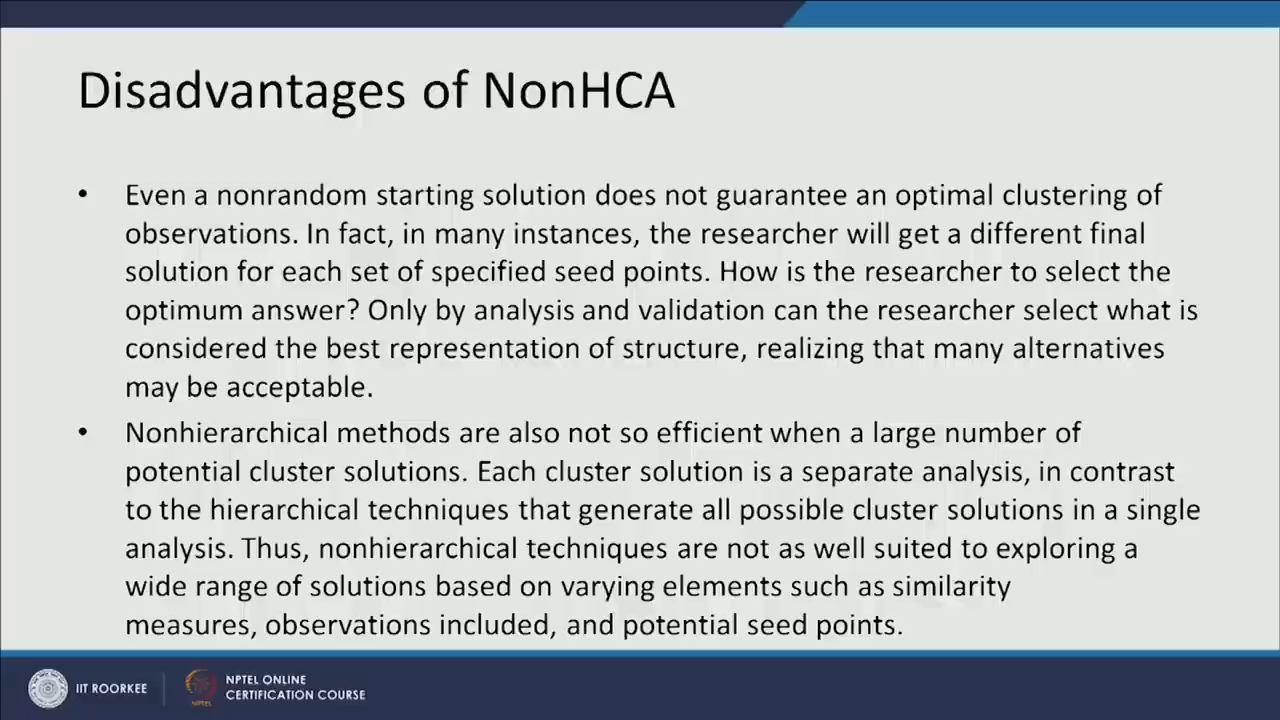 Disadvantages of NonHCA
• Even a nonrandom starting solution does not guarantee an optimal clustering of
observations. In fact, in many instances, the researcher will get a different final
solution for each set of specified seed points. How is the researcher to select the
optimum answer? Only by analysis and validation can the researcher select what is
considered the best representation of structure, realizing that many alternatives
may be acceptable.
• Nonhierarchical methods are also not so efficient when a large number of
potential cluster solutions. Each cluster solution is a separate analysis, in contrast
to the hierarchical techniques that generate all possible cluster solutions in a single
analysis. Thus, nonhierarchical techniques are not as well suited to exploring a
wide range of solutions based on varying elements such as similarity
measures, observations included, and potential seed points.
IIT ROORKEE
NPTEL
NPTEL ONLINE
CERTIFICATION COURSE